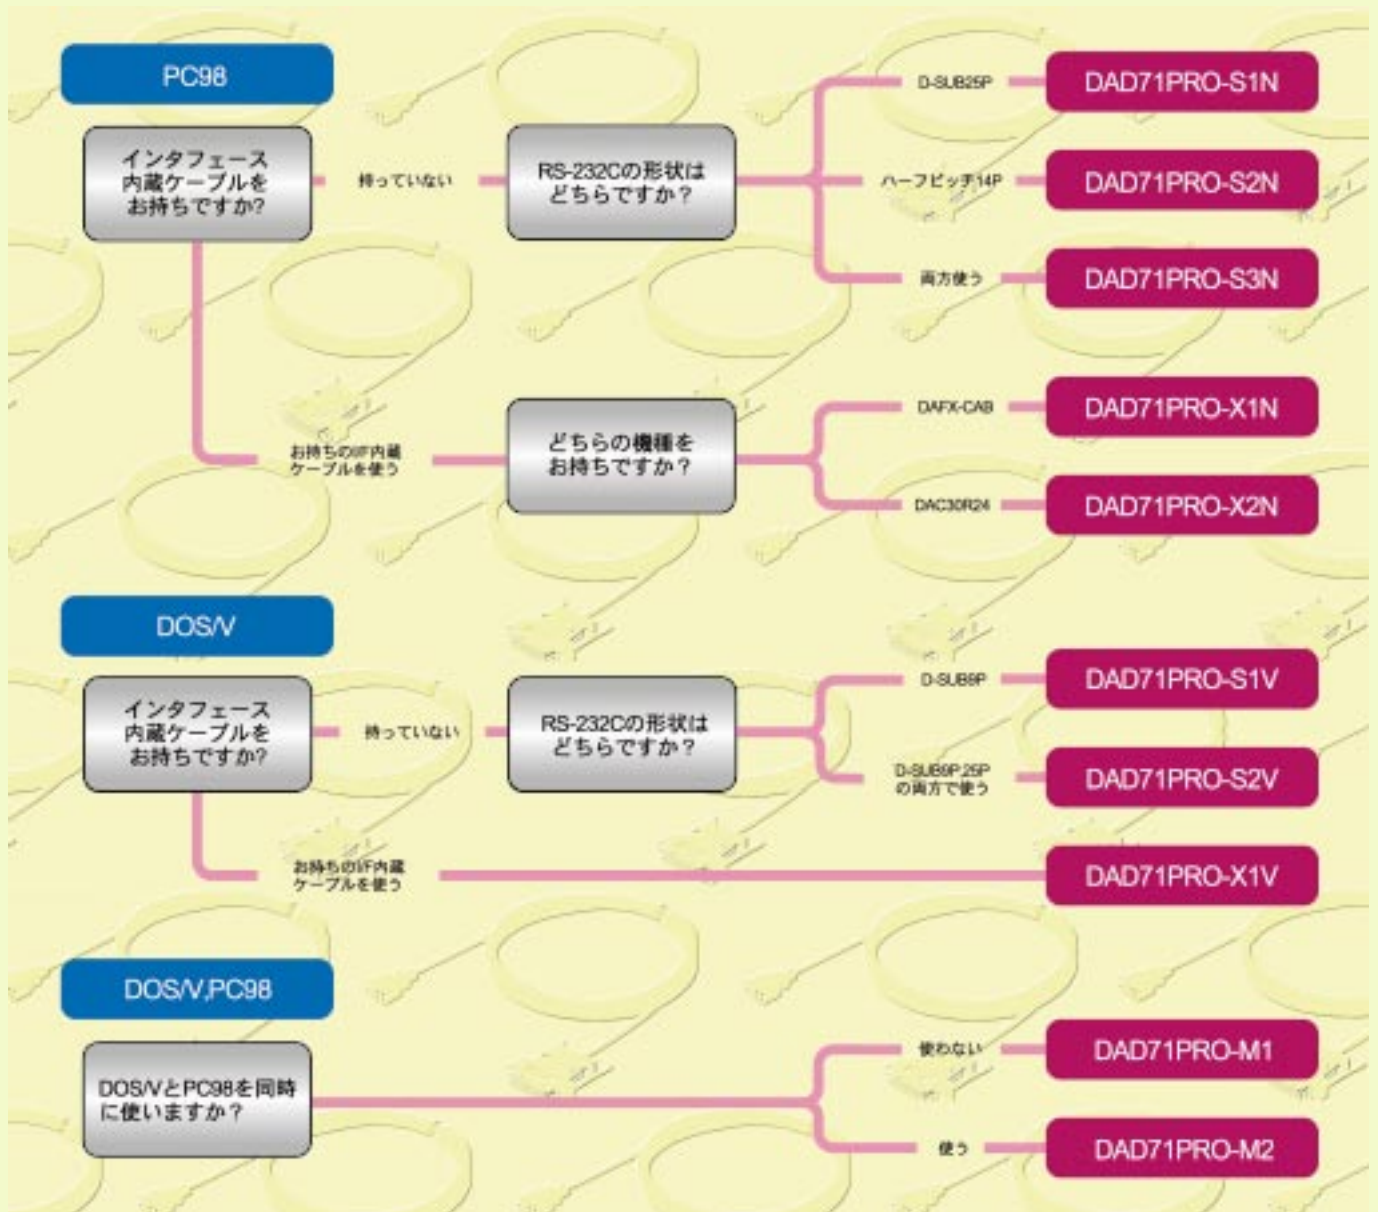 PC98
インタフェース
内蔵ケーブルを
お持ちですか?
持っていない
RS-232Cの形状は
どちらですか？
D-SUB25P
DAD71PRO-S1N
ハーフピッチ14P
DAD71PRO-S2N
両方使う
DAD71PRO-S3N
お持ちのI/F内蔵
ケーブルを使う
どちらの機種を
お持ちですか？
DAFX-CAB
DAD71PRO-X1N
DAC30R24
DAD71PRO-X2N
DOS/V
インタフェース
内蔵ケーブルを
お持ちですか?
持っていない
RS-232Cの形状は
どちらですか？
D-SUB9P
DAD71PRO-S1V
D-SUB9P,25P
の両方で使う
DAD71PRO-S2V
お持ちのI/F内蔵
ケーブルを使う
DAD71PRO-X1V
DOS/V,PC98
DOS/VとPC98を同時
に使いますか？
使わない
DAD71PRO-M1
使う
DAD71PRO-M2